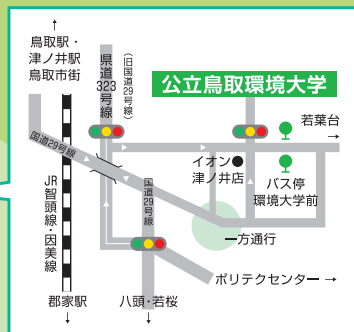 ↑
鳥取駅・
津ノ井駅
鳥取市街
県道323号線
（旧国道29号線）
公立鳥取環境大学
若葉台
→
国道29号線
イオン
津ノ井店
バス停
環境大学前
JR
智頭線・因美線
国道29号線
一方通行
ポリテクセンター →
郡家駅
↓
八頭・若桜
↓